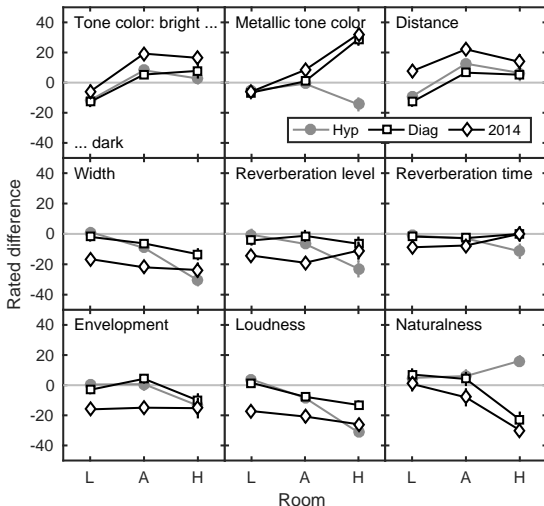 Tone color: bright ...
Metallic tone color
Distance
40
20
0
-20
-40
... dark
Hyp
Diag
2014
Width
Reverberation level
Reverberation time
40
20
0
-20
-40
Rated difference
Envelopment
Loudness
Naturalness
40
20
0
-20
-40
L A H L A H L A H
Room